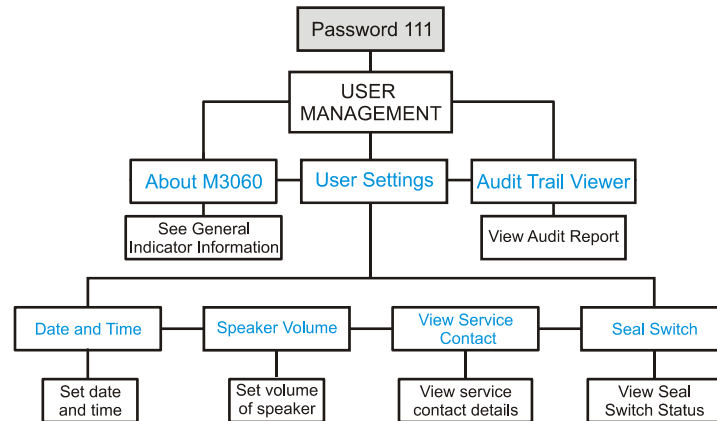 Password 111
USER
MANAGEMENT
About M3060
User Settings
Audit Trail Viewer
See General
Indicator Information
View Audit Report
Date and Time
Speaker Volume
View Service
Contact
Seal Switch
Set date
and time
Set volume
of speaker
View service
contact details
View Seal
Switch Status